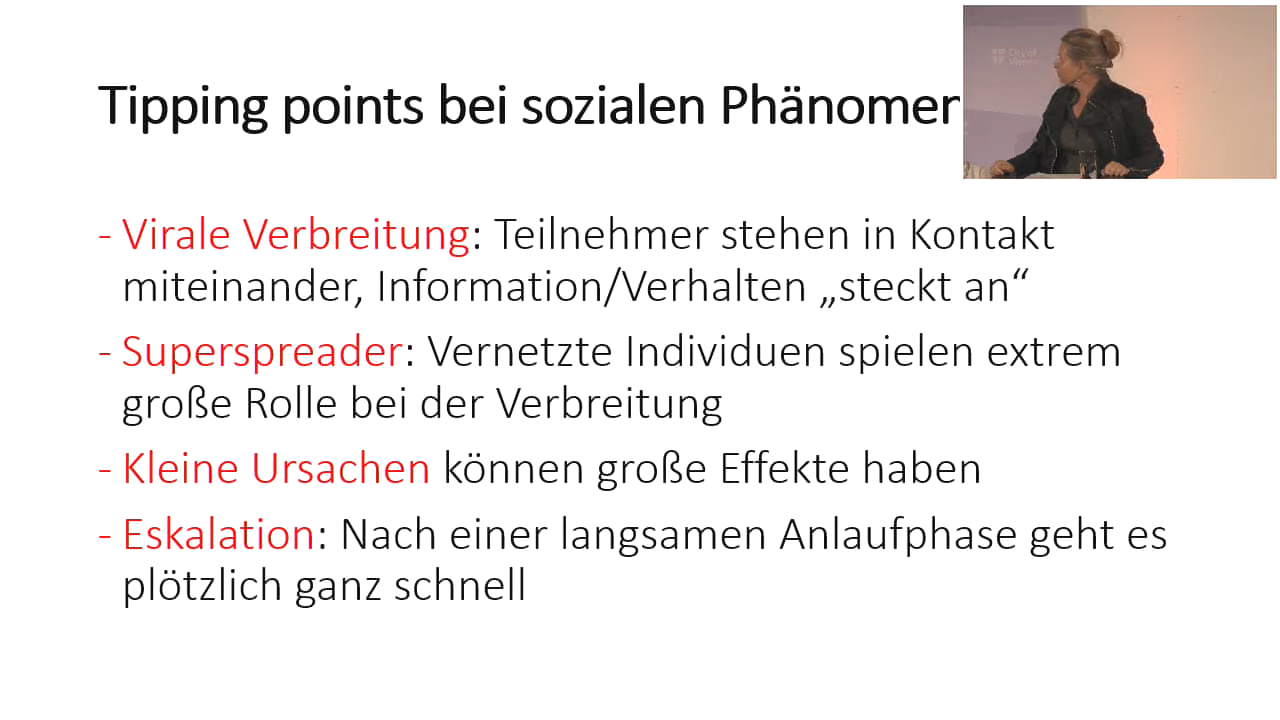 Tipping points bei sozialen Phänomen
City of
- Virale Verbreitung: Teilnehmer stehen in Kontakt
miteinander, Information/Verhalten „steckt an“
- Superspreader: Vernetzte Individuen spielen extrem
große Rolle bei der Verbreitung
- Kleine Ursachen können große Effekte haben
- Eskalation: Nach einer langsamen Anlaufphase geht es
plötzlich ganz schnell